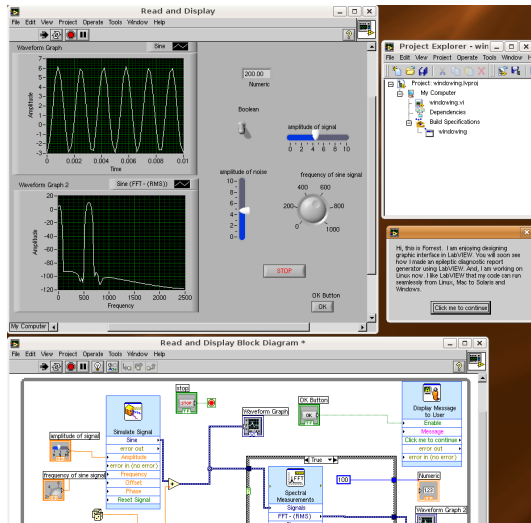 Read and Display
File Edit View Project Operate Tools Window Help
Waveform Graph
Sine
7-
6-
5-
4-
3-
2-
1-
0-
-1-
-2-
-3-
Amplitude
0 0.002 0.004 0.006 0.008 0.01
Time
200.00
Numeric
Boolean
amplitude of signal
0 2 4 6 8 10
Waveform Graph 2
Sine (FFT - (RMS))
20-
0-
-20-
-40-
-60-
-80-
-100-
-120-
Amplitude
0 500 1000 1500 2000 2500
Frequency
amplitude of noise
10-
8-
6-
4-
2-
0-
frequency of sine signal
400 600
200- -800
0 1000
STOP
OK Button
OK
My Computer
Project Explorer - win
File Edit View Project Operate Tools Window H
Project: windowing.lvproj
My Computer
windowing.vi
Dependencies
Build Specifications
windowing
Hi, this is Forrest. I am enjoying designing
graphic interface in LabVIEW. You will soon see
how I made an epileptic diagnostic report
generator using LabVIEW. And, I am working on
Linux now. I like LabVIEW that my code can run
seamlessly from Linux, Mac to Solaris and
Windows.
Click me to continue
Read and Display Block Diagram *
File Edit View Project Operate Tools Window Help
stop
STOP
Waveform Graph
OK Button
OK
Display Message
to User
Enable
Message
Click me to continue
error out
error in (no error)
Simulate Signal
Sine
error out
Amplitude
error in (no error)
Frequency
Offset
Phase
Reset Signal
amplitude of signal
frequency of sine signal
True
Spectral
Measurements
Signals
FFT - (RMS)
100
Numeric
123
Waveform Graph 2